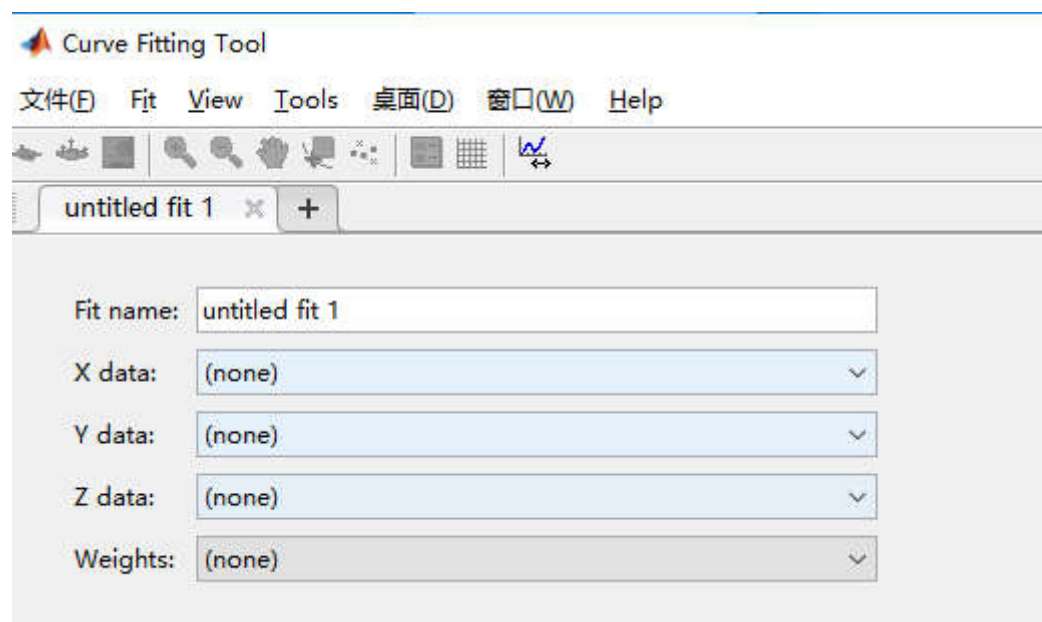 Curve Fitting Tool
文件(F) Fit View Tools 桌面(D) 窗口(W) Help
untitled fit 1
Fit name: untitled fit 1
X data: (none)
Y data: (none)
Z data: (none)
Weights: (none)